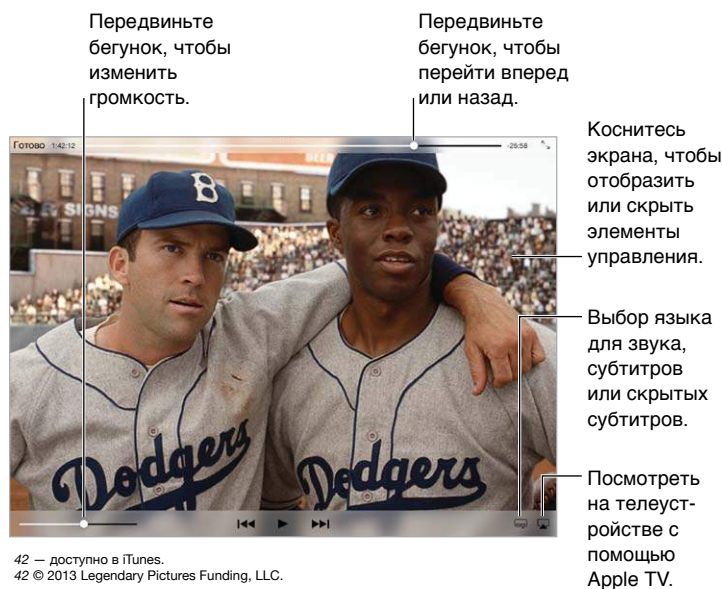 Передвиньте
бегунок, чтобы
изменить
громкость.
Передвиньте
бегунок, чтобы
перейти вперед
или назад.
Готово 1:42:12
-25:58
Коснитесь
экрана, чтобы
отобразить
или скрыть
элементы
управления.
B
SIGNS
Выбор языка
для звука,
субтитров
или скрытых
субтитров.
Dodgers
Dodgers
Посмотреть
на телеуст-
ройстве с
помощью
Apple TV.
42 — доступно в iTunes.
42 © 2013 Legendary Pictures Funding, LLC.